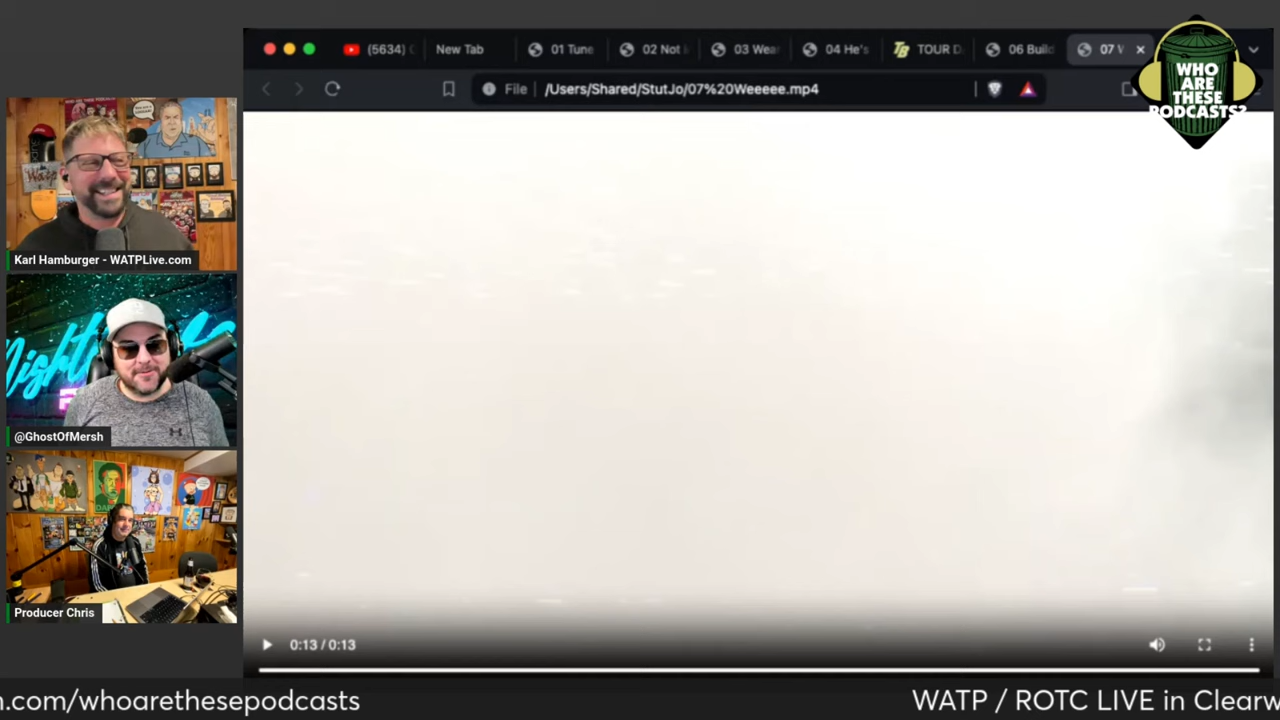 (5634)
New Tab
01 Tune
02 Not
03 Wea
04 He's
TB
TOUR D
06 Build
07
WHO
ARE
THESE
PODCASTS?
File
/Users/Shared/StutJo/07%20Weeeee.mp4
Karl Hamburger - WATPLive.com
@GhostOfMersh
Producer Chris
0:13 / 0:13
n.com/whoarethesepodcasts
WATP / ROTC LIVE in Clearw